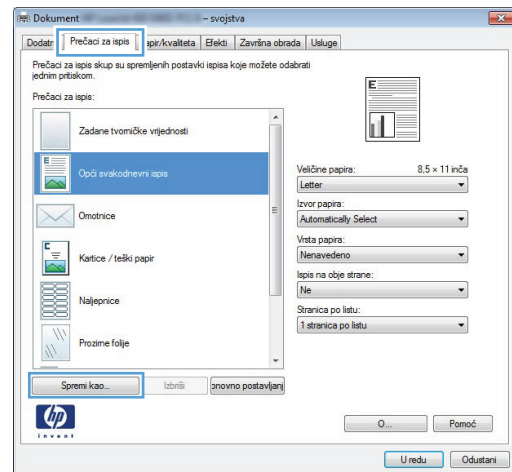 Dokument
– svojstva
Prečaci za ispis
apir/kvaliteta
Efekti
Završna obrada
Usluge
Prečaci za ispis skup su spremljenih postavki ispisa koje možete odabrati
jednim pritiskom.
Prečaci za ispis:
Zadane tvorničke vrijednosti
Opći svakodnevni ispis
Omotnice
Kartice / teški papir
Naljepnice
Prozirne folije
Veličine papira:
8,5 × 11 inča
Letter
Izvor papira:
Automatically Select
Vrsta papira:
Nenavedeno
Ispis na obje strane:
Ne
Stranica po listu:
1 stranica po listu
Spremi kao...
Izbriši
onovno postavljanj
hp
invent
O...
Pomoć
U redu
Odustani